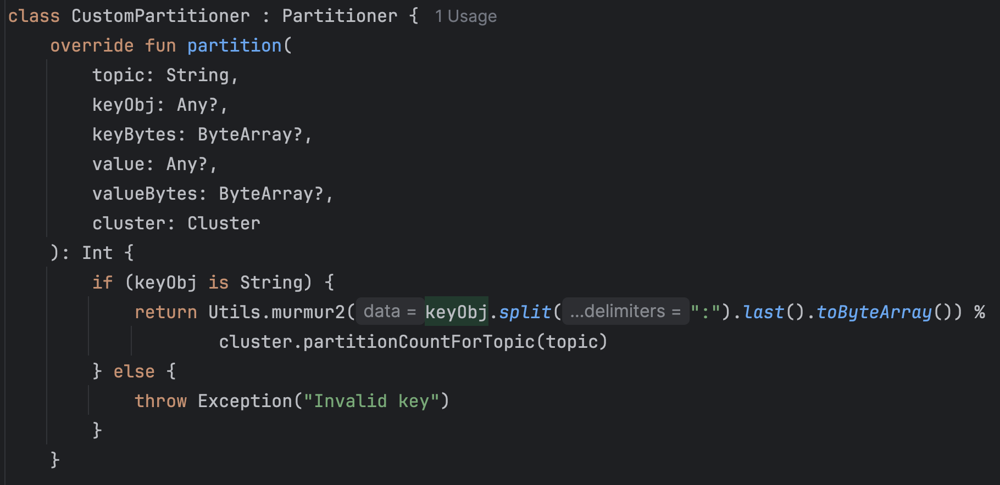 class CustomPartitioner : Partitioner { 1 Usage
override fun partition(
topic: String,
keyObj: Any?,
keyBytes: ByteArray?,
value: Any?,
valueBytes: ByteArray?,
cluster: Cluster
): Int {
if (keyObj is String) {
return Utils.murmur2( data = keyObj.split( ...delimiters = ":").last().toByteArray()) %
cluster.partitionCountForTopic(topic)
} else {
throw Exception("Invalid key")
}
}